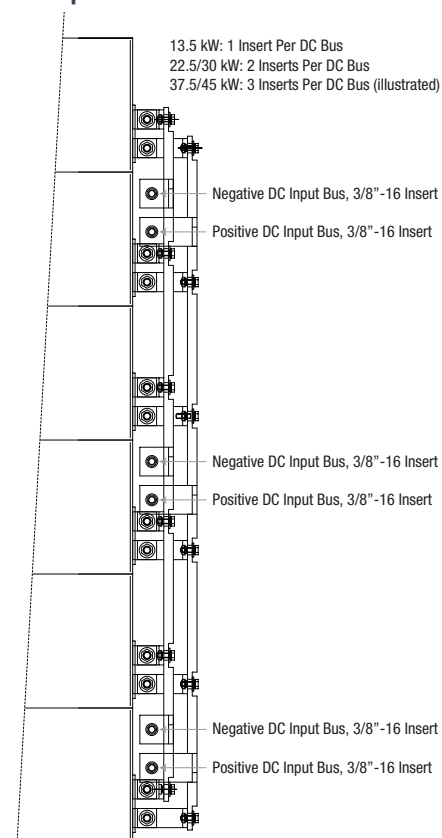 13.5 kW: 1 Insert Per DC Bus
22.5/30 kW: 2 Inserts Per DC Bus
37.5/45 kW: 3 Inserts Per DC Bus (illustrated)
Negative DC Input Bus, 3/8”-16 Insert
Positive DC Input Bus, 3/8”-16 Insert
Negative DC Input Bus, 3/8”-16 Insert
Positive DC Input Bus, 3/8”-16 Insert
Negative DC Input Bus, 3/8”-16 Insert
Positive DC Input Bus, 3/8”-16 Insert